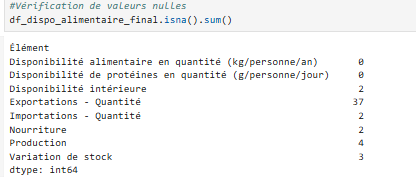 #Vérification de valeurs nulles
df_dispo_alimentaire_final.isna().sum()
Élément
Disponibilité alimentaire en quantité (kg/personne/an) 0
Disponibilité de protéines en quantité (g/personne/jour) 0
Disponibilité intérieure 2
Exportations - Quantité 37
Importations - Quantité 2
Nourriture 2
Production 4
Variation de stock 3
dtype: int64